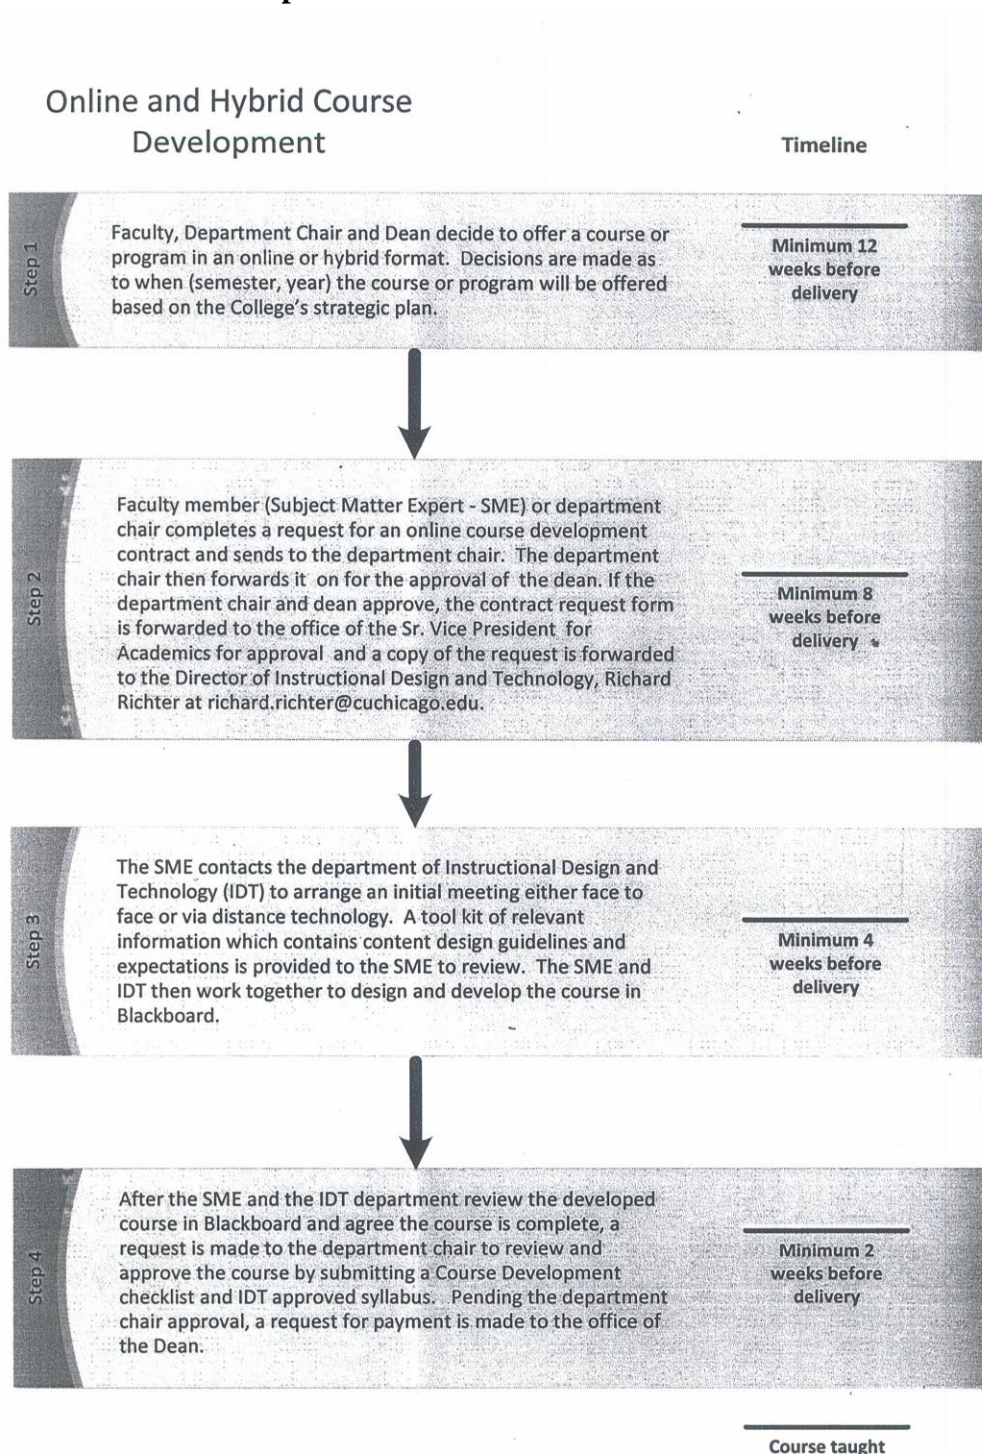 Online and Hybrid Course
Development
Timeline
Step 1
Faculty, Department Chair and Dean decide to offer a course or
program in an online or hybrid format. Decisions are made as
to when (semester, year) the course or program will be offered
based on the College's strategic plan.
Minimum 12
weeks before
delivery
Step 2
Faculty member (Subject Matter Expert - SME) or department
chair completes a request for an online course development
contract and sends to the department chair. The department
chair then forwards it on for the approval of the dean. If the
department chair and dean approve, the contract request form
is forwarded to the office of the Sr. Vice President for
Academics for approval and a copy of the request is forwarded
to the Director of Instructional Design and Technology, Richard
Richter at richard.richter@cuchicago.edu.
Minimum 8
weeks before
delivery
Step 3
The SME contacts the department of Instructional Design and
Technology (IDT) to arrange an initial meeting either face to
face or via distance technology. A tool kit of relevant
information which contains content design guidelines and
expectations is provided to the SME to review. The SME and
IDT then work together to design and develop the course in
Blackboard.
Minimum 4
weeks before
delivery
Step 4
After the SME and the IDT department review the developed
course in Blackboard and agree the course is complete, a
request is made to the department chair to review and
approve the course by submitting a Course Development
checklist and IDT approved syllabus. Pending the department
chair approval, a request for payment is made to the office of
the Dean.
Minimum 2
weeks before
delivery
Course taught